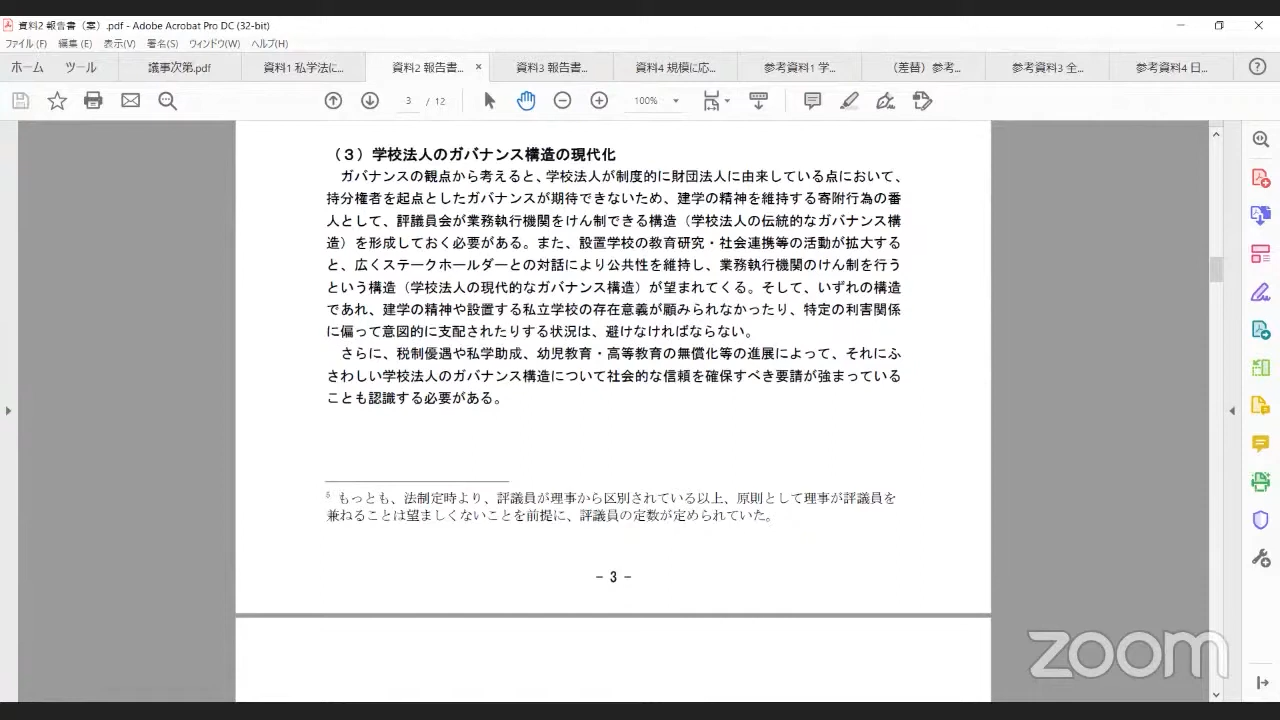 資料2 報告書（案）.pdf - Adobe Acrobat Pro DC (32-bit)
ファイル(F) 編集(E) 表示(V) 署名(S) ウィンドウ(W) ヘルプ(H)
ホーム ツール 議事次第.pdf 資料1 私学法に... 資料2 報告書... × 資料3 報告書... 資料4 規模に応... 参考資料1 学... （差替）参考... 参考資料3 全... 参考資料4 日...
3 / 12 100%
（３）学校法人のガバナンス構造の現代化
ガバナンスの観点から考えると、学校法人が制度的に財団法人に由来している点において、
持分権者を起点としたガバナンスが期待できないため、建学の精神を維持する寄附行為の番
人として、評議員会が業務執行機関をけん制できる構造（学校法人の伝統的なガバナンス構
造）を形成しておく必要がある。また、設置学校の教育研究・社会連携等の活動が拡大する
と、広くステークホールダーとの対話により公共性を維持し、業務執行機関のけん制を行う
という構造（学校法人の現代的なガバナンス構造）が望まれてくる。そして、いずれの構造
であれ、建学の精神や設置する私立学校の存在意義が顧みられなかったり、特定の利害関係
に偏って意図的に支配されたりする状況は、避けなければならない。
さらに、税制優遇や私学助成、幼児教育・高等教育の無償化等の進展によって、それにふ
さわしい学校法人のガバナンス構造について社会的な信頼を確保すべき要請が強まっている
ことも認識する必要がある。
5 もっとも、法制定時より、評議員が理事から区別されている以上、原則として理事が評議員を
兼ねることは望ましくないことを前提に、評議員の定数が定められていた。
- 3 -
zoom